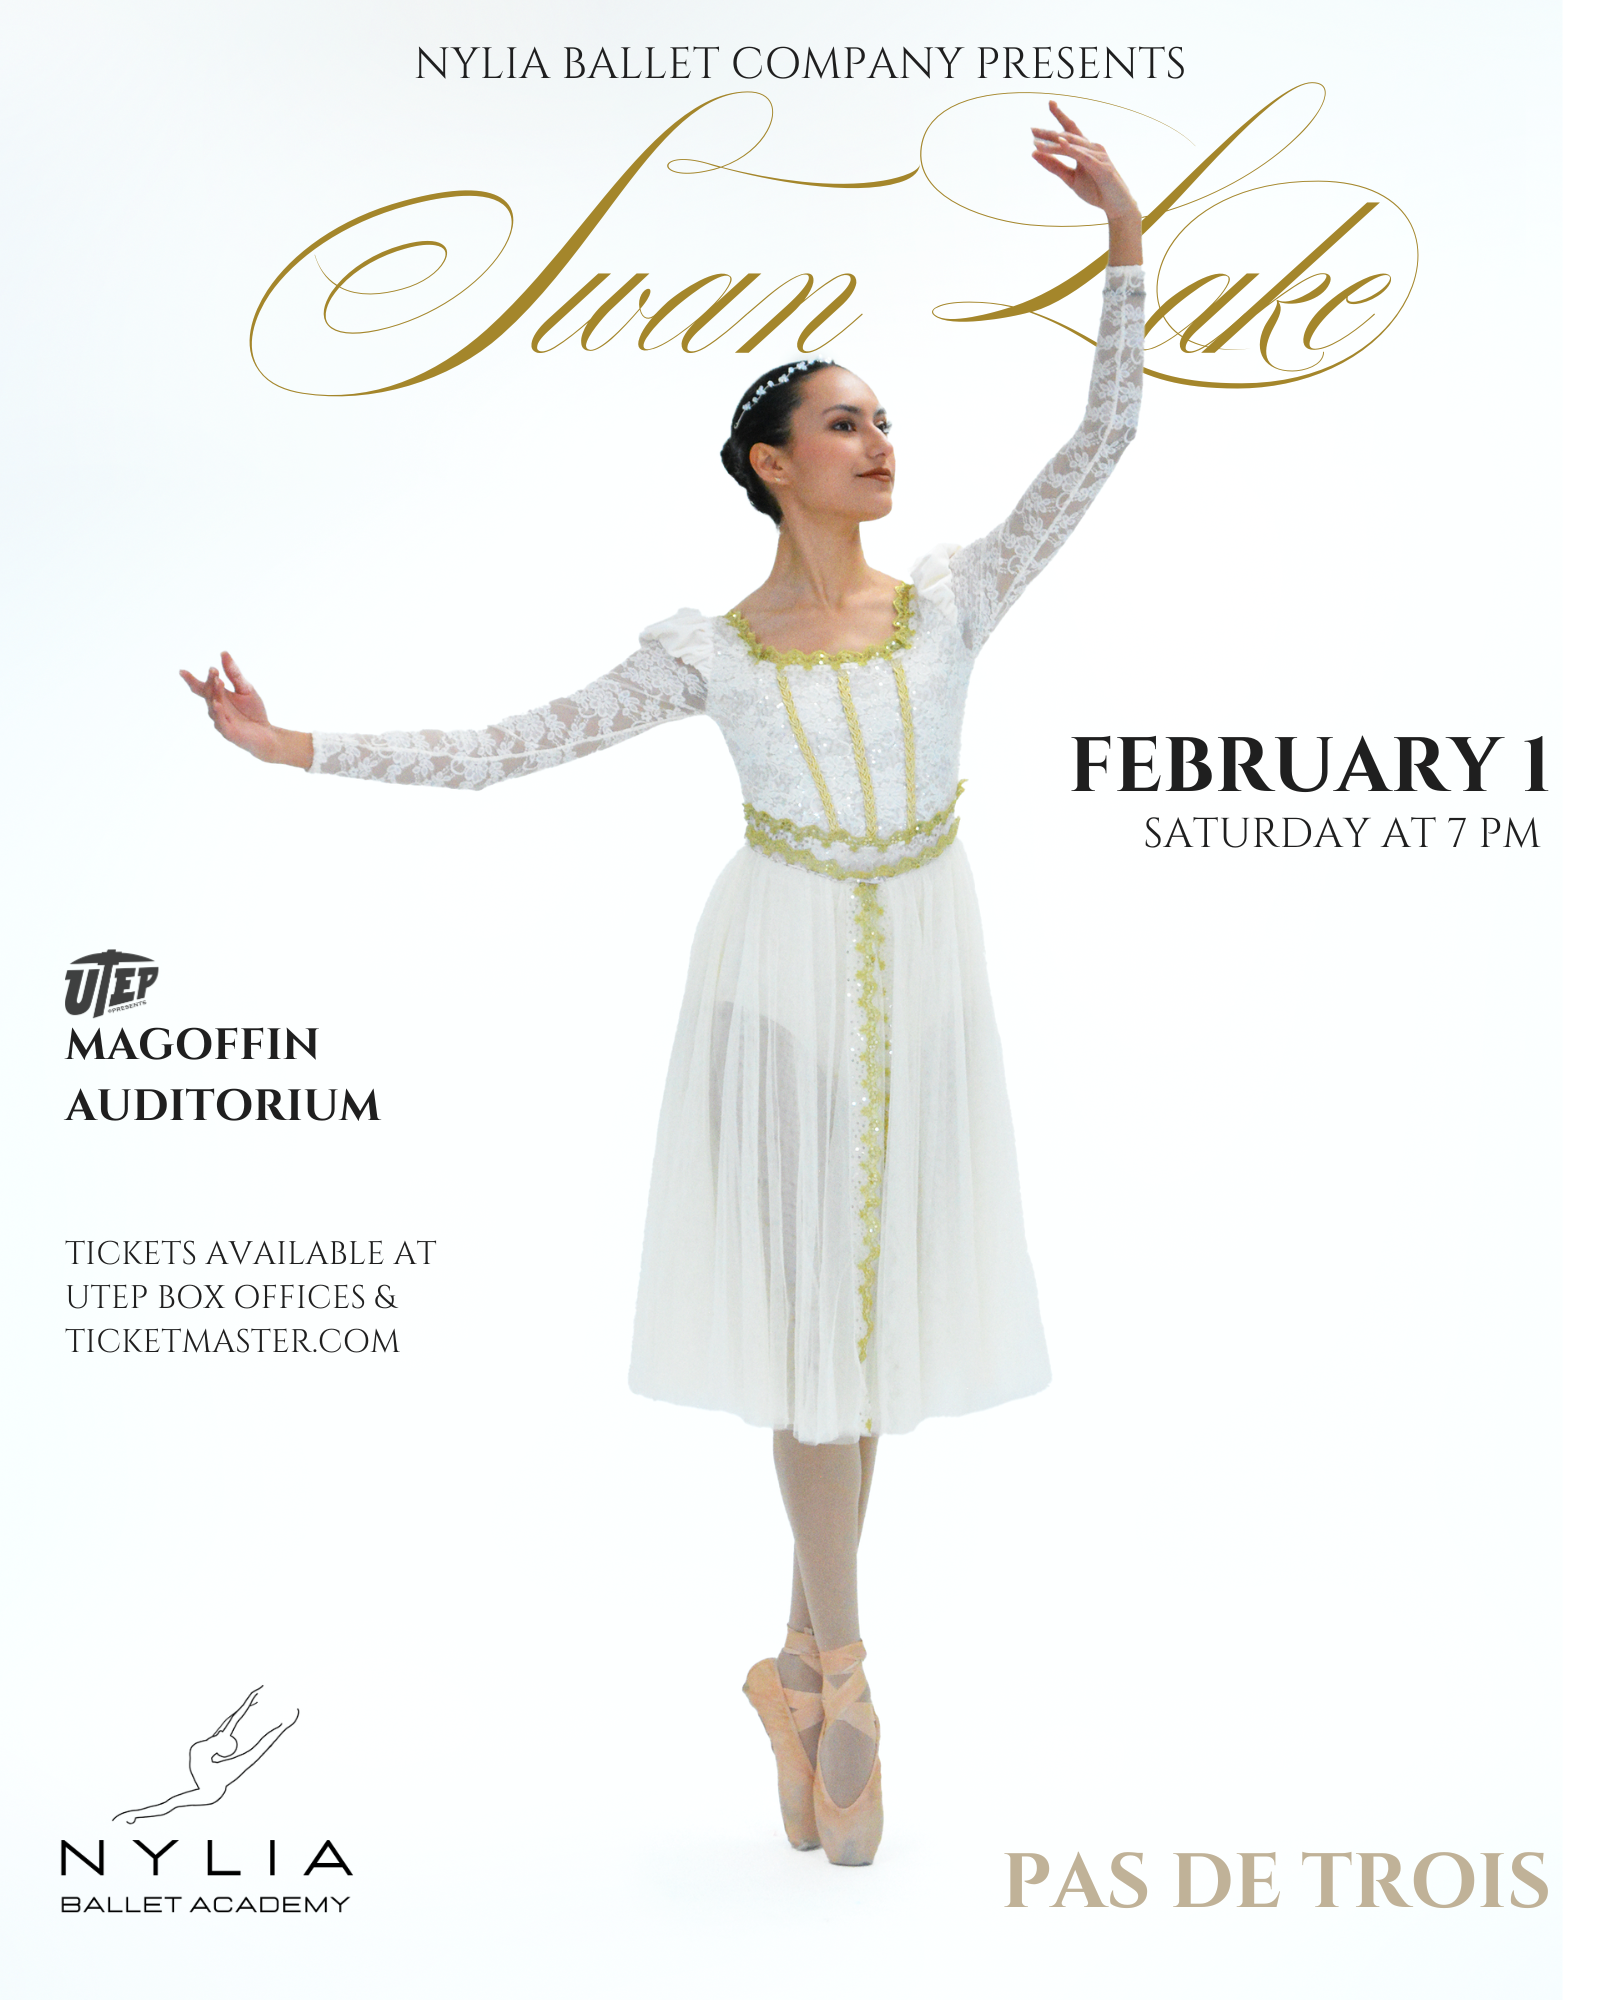 NYLIA BALLET COMPANY PRESENTS
Swan Lake
FEBRUARY 1
SATURDAY AT 7 PM
UTEP
PRESENTS
MAGOFFIN
AUDITORIUM
TICKETS AVAILABLE AT
UTEP BOX OFFICES &
TICKETMASTER.COM
NYLIA
BALLET ACADEMY
PAS DE TROIS